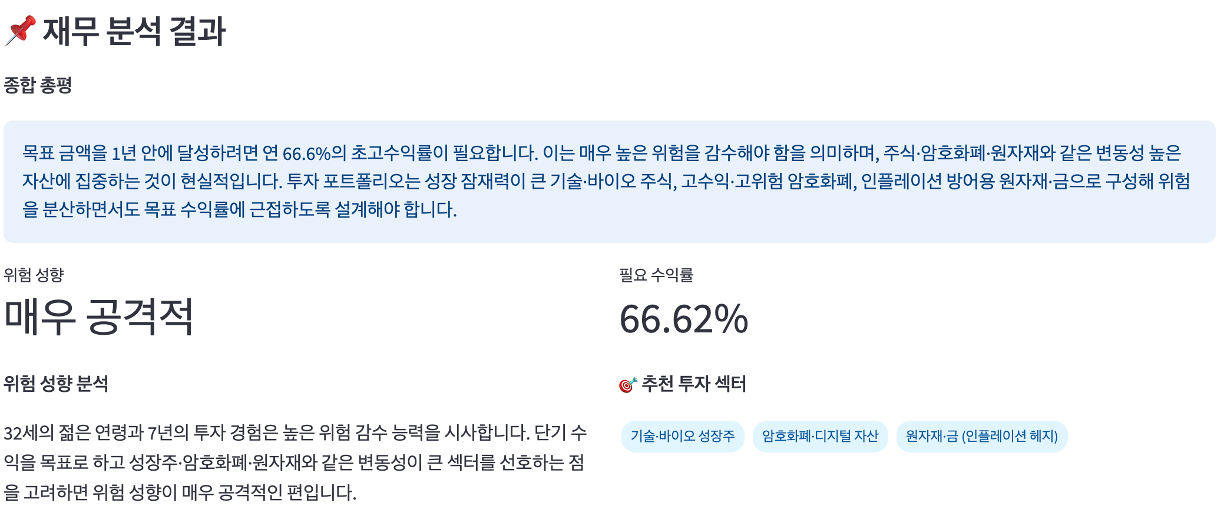 재무 분석 결과
종합 총평
목표 금액을 1년 안에 달성하려면 연 66.6%의 초고수익률이 필요합니다. 이는 매우 높은 위험을 감수해야 함을 의미하며, 주식·암호화폐·원자재와 같은 변동성 높은
자산에 집중하는 것이 현실적입니다. 투자 포트폴리오는 성장 잠재력이 큰 기술·바이오 주식, 고수익·고위험 암호화폐, 인플레이션 방어용 원자재·금으로 구성해 위험
을 분산하면서도 목표 수익률에 근접하도록 설계해야 합니다.
위험 성향
매우 공격적
필요 수익률
66.62%
위험 성향 분석
32세의 젊은 연령과 7년의 투자 경험은 높은 위험 감수 능력을 시사합니다. 단기 수
익을 목표로 하고 성장주·암호화폐·원자재와 같은 변동성이 큰 섹터를 선호하는 점
을 고려하면 위험 성향이 매우 공격적인 편입니다.
추천 투자 섹터
기술·바이오 성장주
암호화폐·디지털 자산
원자재·금 (인플레이션 헤지)